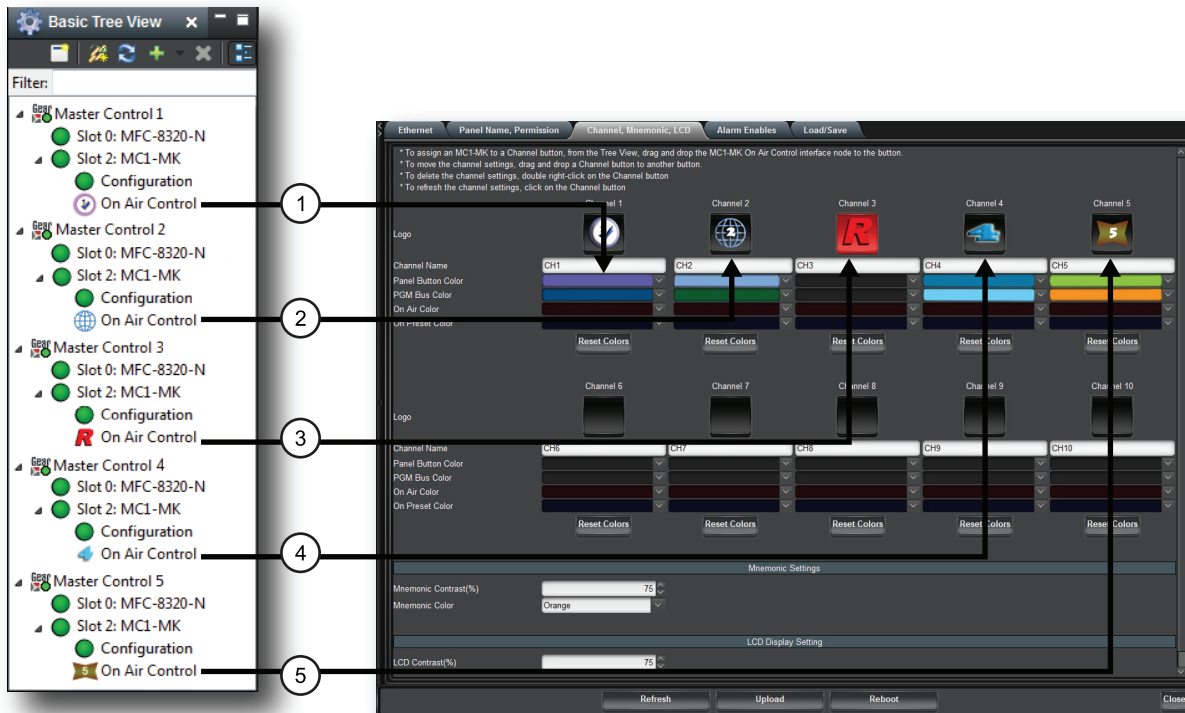 Basic Tree View
Filter:
Gear Master Control 1
Slot 0: MFC-8320-N
Slot 2: MC1-MK
Configuration
On Air Control
Gear Master Control 2
Slot 0: MFC-8320-N
Slot 2: MC1-MK
Configuration
On Air Control
Gear Master Control 3
Slot 0: MFC-8320-N
Slot 2: MC1-MK
Configuration
R On Air Control
Gear Master Control 4
Slot 0: MFC-8320-N
Slot 2: MC1-MK
Configuration
4 On Air Control
Gear Master Control 5
Slot 0: MFC-8320-N
Slot 2: MC1-MK
Configuration
5 On Air Control
1
2
3
4
5
Ethernet Panel Name, Permission Channel, Mnemonic, LCD Alarm Enables Load/Save
* To assign an MC1-MK to a Channel button, from the Tree View, drag and drop the MC1-MK On Air Control interface node to the button.
* To move the channel settings, drag and drop a Channel button to another button.
* To delete the channel settings, double right-click on the Channel button
* To refresh the channel settings, click on the Channel button
Channel 1 Channel 2 Channel 3 Channel 4 Channel 5
Logo 2 R 4 5
Channel Name CH1 CH2 CH3 CH4 CH5
Panel Button Color
PGM Bus Color
On Air Color
On Preset Color
Reset Colors Reset Colors Reset Colors Reset Colors Reset Colors
Channel 6 Channel 7 Channel 8 Channel 9 Channel 10
Logo
Channel Name CH6 CH7 CH8 CH9 CH10
Panel Button Color
PGM Bus Color
On Air Color
On Preset Color
Reset Colors Reset Colors Reset Colors Reset Colors Reset Colors
Mnemonic Settings
Mnemonic Contrast(%) 75
Mnemonic Color Orange
LCD Display Setting
LCD Contrast(%) 75
Refresh Upload Reboot Close